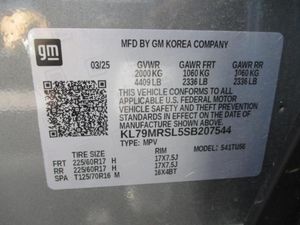 gm
MFD BY GM KOREA COMPANY
03/25 GVWR GAWR FRT GAWR RR
2000 KG 1060 KG 1060 KG
4409 LB 2336 LB 2336 LB
THIS VEHICLE CONFORMS TO ALL
APPLICABLE U.S. FEDERAL MOTOR
VEHICLE SAFETY AND THEFT PREVENTION
STANDARDS IN EFFECT ON THE DATE OF
MANUFACTURE SHOWN ABOVE.
KL79MRSL5SB207544
TYPE: MPV
TIRE SIZE RIM
FRT 225/60R17 H 17X7.5J
RR 225/60R17 H 17X7.5J
SPA T125/70R16 M 16X4BT